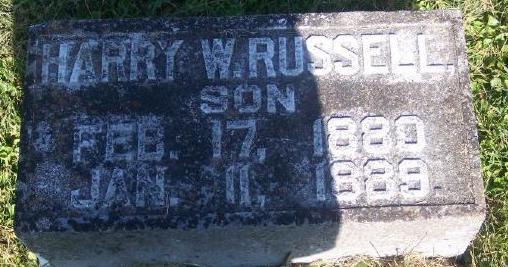 HARRY W. RUSSELL
SON
FEB. 17, 1880
JAN. 11, 1889.